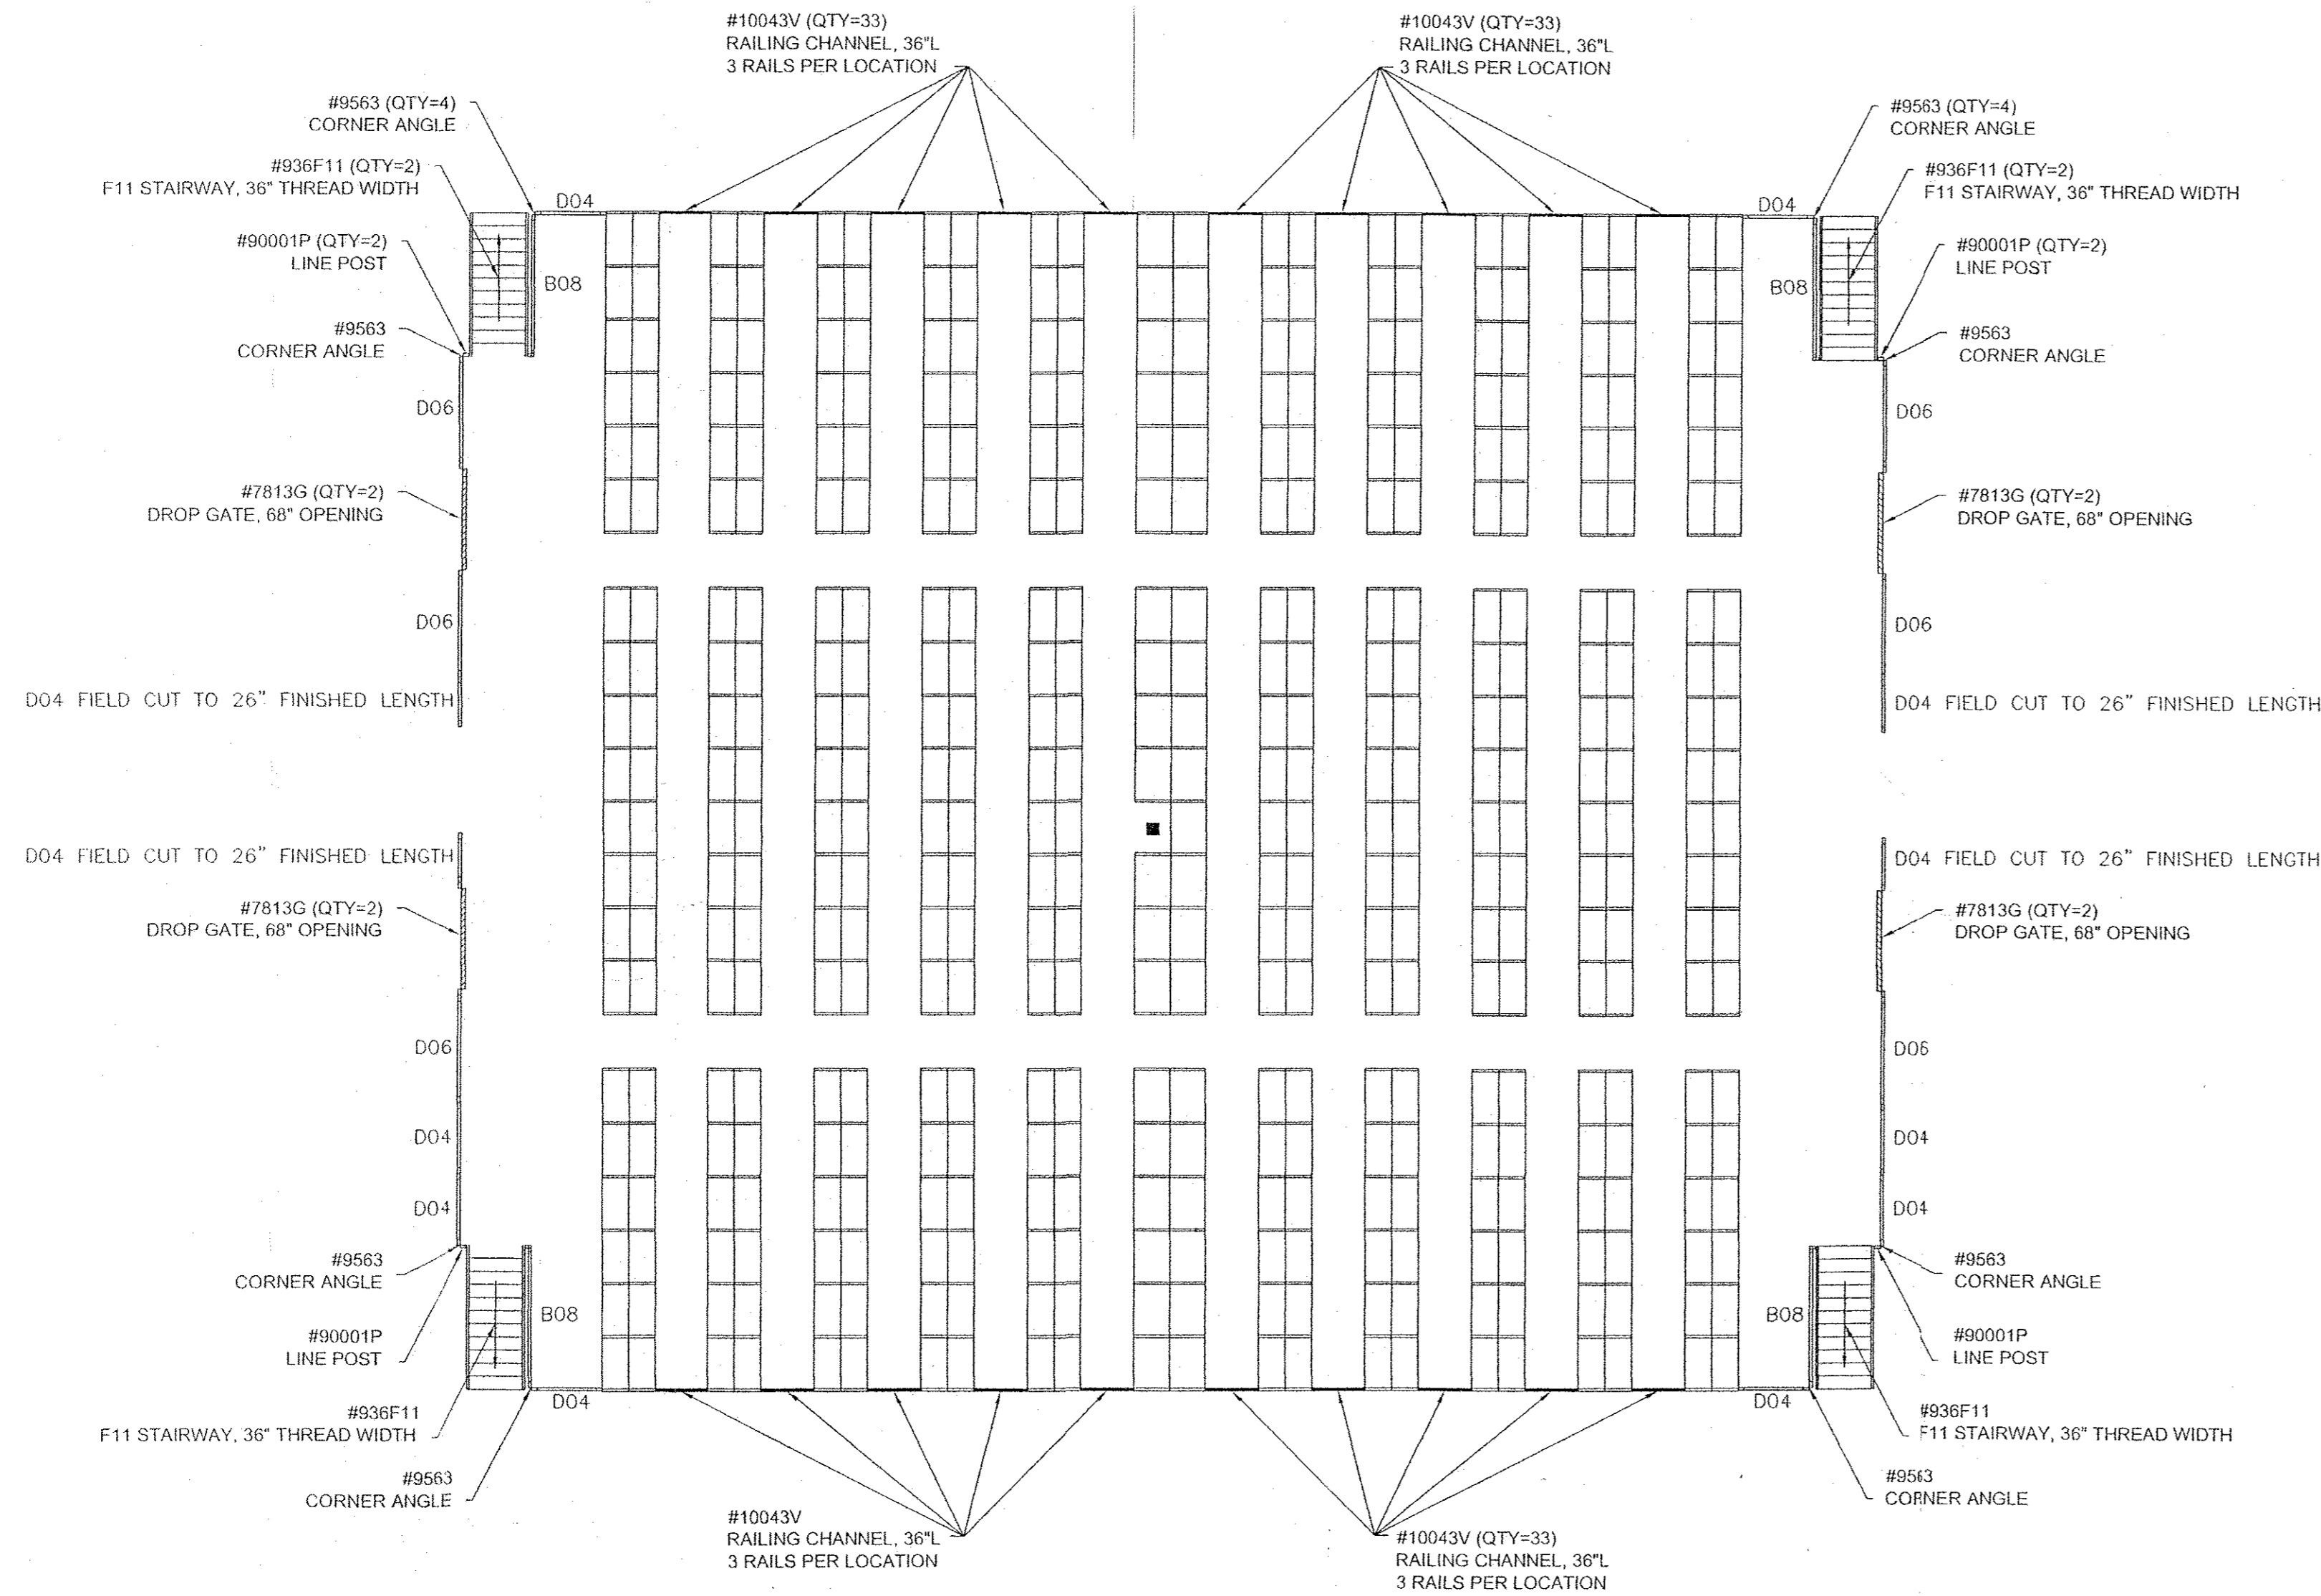 #10043V (QTY=33)
RAILING CHANNEL, 36"L
3 RAILS PER LOCATION
#10043V (QTY=33)
RAILING CHANNEL, 36"L
3 RAILS PER LOCATION
#9563 (QTY=4)
CORNER ANGLE
#9563 (QTY=4)
CORNER ANGLE
#936F11 (QTY=2)
F11 STAIRWAY, 36" THREAD WIDTH
#936F11 (QTY=2)
F11 STAIRWAY, 36" THREAD WIDTH
D04
D04
#90001P (QTY=2)
LINE POST
#90001P (QTY=2)
LINE POST
B08
B08
#9563
CORNER ANGLE
#9563
CORNER ANGLE
D06
D06
#7813G (QTY=2)
DROP GATE, 68" OPENING
#7813G (QTY=2)
DROP GATE, 68" OPENING
D06
D06
D04 FIELD CUT TO 26" FINISHED LENGTH
D04 FIELD CUT TO 26" FINISHED LENGTH
D04 FIELD CUT TO 26" FINISHED LENGTH
D04 FIELD CUT TO 26" FINISHED LENGTH
#7813G (QTY=2)
DROP GATE, 68" OPENING
#7813G (QTY=2)
DROP GATE, 68" OPENING
D06
D06
D04
D04
D04
D04
#9563
CORNER ANGLE
#9563
CORNER ANGLE
B08
B08
#90001P
LINE POST
#90001P
LINE POST
D04
D04
#936F11
F11 STAIRWAY, 36" THREAD WIDTH
#936F11
F11 STAIRWAY, 36" THREAD WIDTH
#9563
CORNER ANGLE
#9563
CORNER ANGLE
#10043V
RAILING CHANNEL, 36"L
3 RAILS PER LOCATION
#10043V (QTY=33)
RAILING CHANNEL, 36"L
3 RAILS PER LOCATION